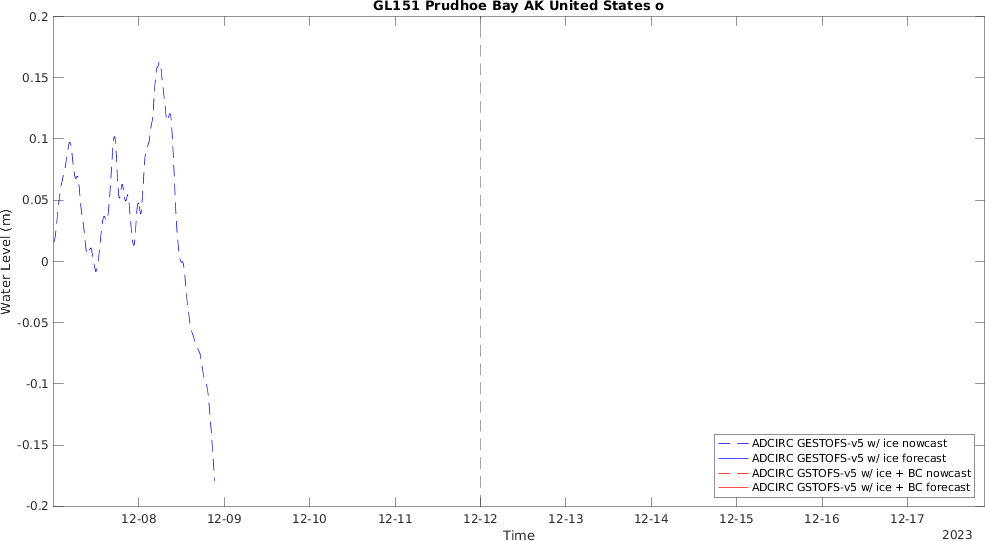 GL151 Prudhoe Bay AK United States o
0.2
0.15
0.1
0.05
0
-0.05
-0.1
-0.15
-0.2
Water Level (m)
ADCIRC GESTOFS-v5 w/ ice nowcast
ADCIRC GESTOFS-v5 w/ ice forecast
ADCIRC GSTOFS-v5 w/ ice + BC nowcast
ADCIRC GSTOFS-v5 w/ ice + BC forecast
12-08 12-09 12-10 12-11 12-12 12-13 12-14 12-15 12-16 12-17
Time
2023